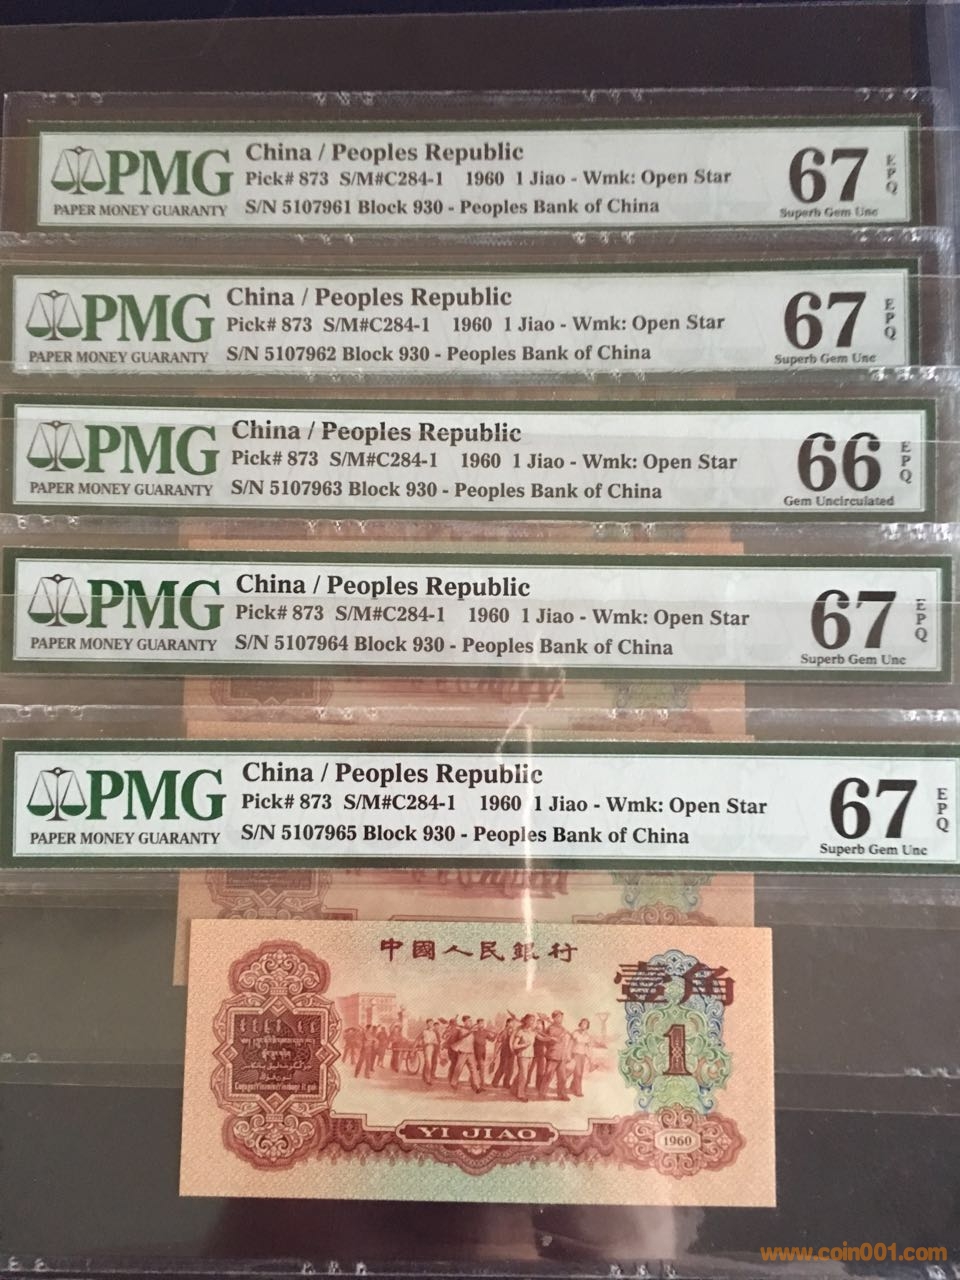 PMG
PAPER MONEY GUARANTY
China / Peoples Republic
Pick# 873 S/M#C284-1 1960 1 Jiao - Wmk: Open Star
S/N 5107961 Block 930 - Peoples Bank of China
67
EPQ
Superb Gem Unc
PMG
PAPER MONEY GUARANTY
China / Peoples Republic
Pick# 873 S/M#C284-1 1960 1 Jiao - Wmk: Open Star
S/N 5107962 Block 930 - Peoples Bank of China
67
EPQ
Superb Gem Unc
PMG
PAPER MONEY GUARANTY
China / Peoples Republic
Pick# 873 S/M#C284-1 1960 1 Jiao - Wmk: Open Star
S/N 5107963 Block 930 - Peoples Bank of China
66
EPQ
Gem Uncirculated
PMG
PAPER MONEY GUARANTY
China / Peoples Republic
Pick# 873 S/M#C284-1 1960 1 Jiao - Wmk: Open Star
S/N 5107964 Block 930 - Peoples Bank of China
67
EPQ
Superb Gem Unc
PMG
PAPER MONEY GUARANTY
China / Peoples Republic
Pick# 873 S/M#C284-1 1960 1 Jiao - Wmk: Open Star
S/N 5107965 Block 930 - Peoples Bank of China
67
EPQ
Superb Gem Unc
中國人民銀行
壹角
1
YI JIAO
1960
www.coin001.com